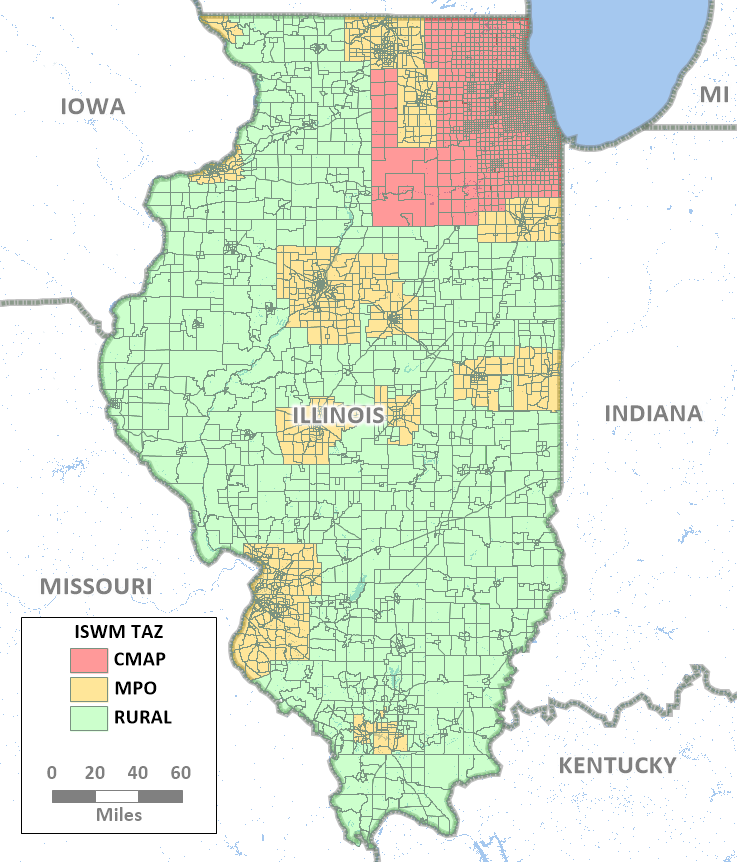 IOWA
MI
ILLINOIS
INDIANA
MISSOURI
ISWM TAZ
CMAP
MPO
RURAL
0 20 40 60
Miles
KENTUCKY